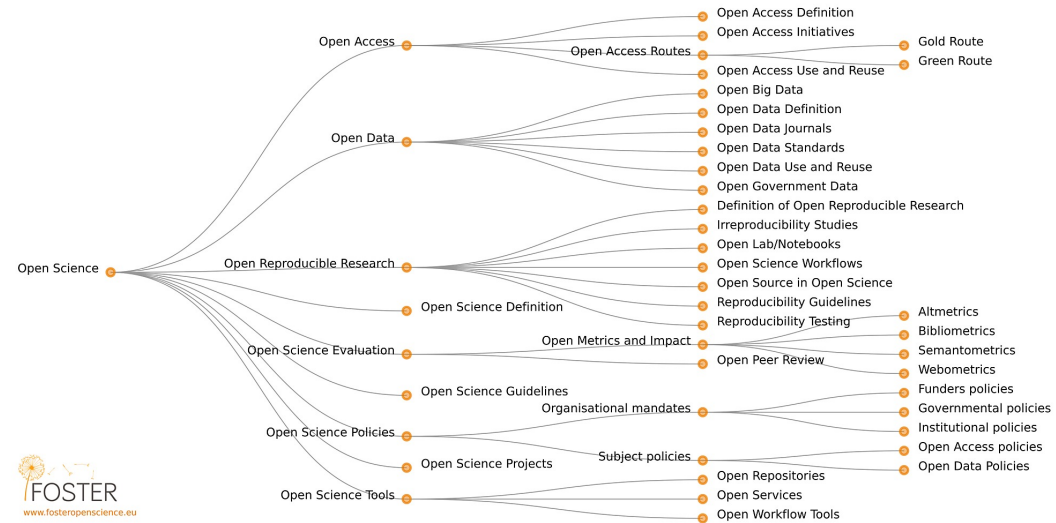 Open Science
Open Access
Open Access Definition
Open Access Initiatives
Open Access Routes
Gold Route
Green Route
Open Access Use and Reuse
Open Data
Open Big Data
Open Data Definition
Open Data Journals
Open Data Standards
Open Data Use and Reuse
Open Government Data
Open Reproducible Research
Definition of Open Reproducible Research
Irreproducibility Studies
Open Lab/Notebooks
Open Science Workflows
Open Source in Open Science
Reproducibility Guidelines
Reproducibility Testing
Open Science Definition
Open Science Evaluation
Open Metrics and Impact
Altmetrics
Bibliometrics
Semantometrics
Webometrics
Open Peer Review
Open Science Guidelines
Open Science Policies
Organisational mandates
Funders policies
Governmental policies
Institutional policies
Subject policies
Open Access policies
Open Data Policies
Open Science Projects
Open Science Tools
Open Repositories
Open Services
Open Workflow Tools
FOSTER
www.fosteropenscience.eu